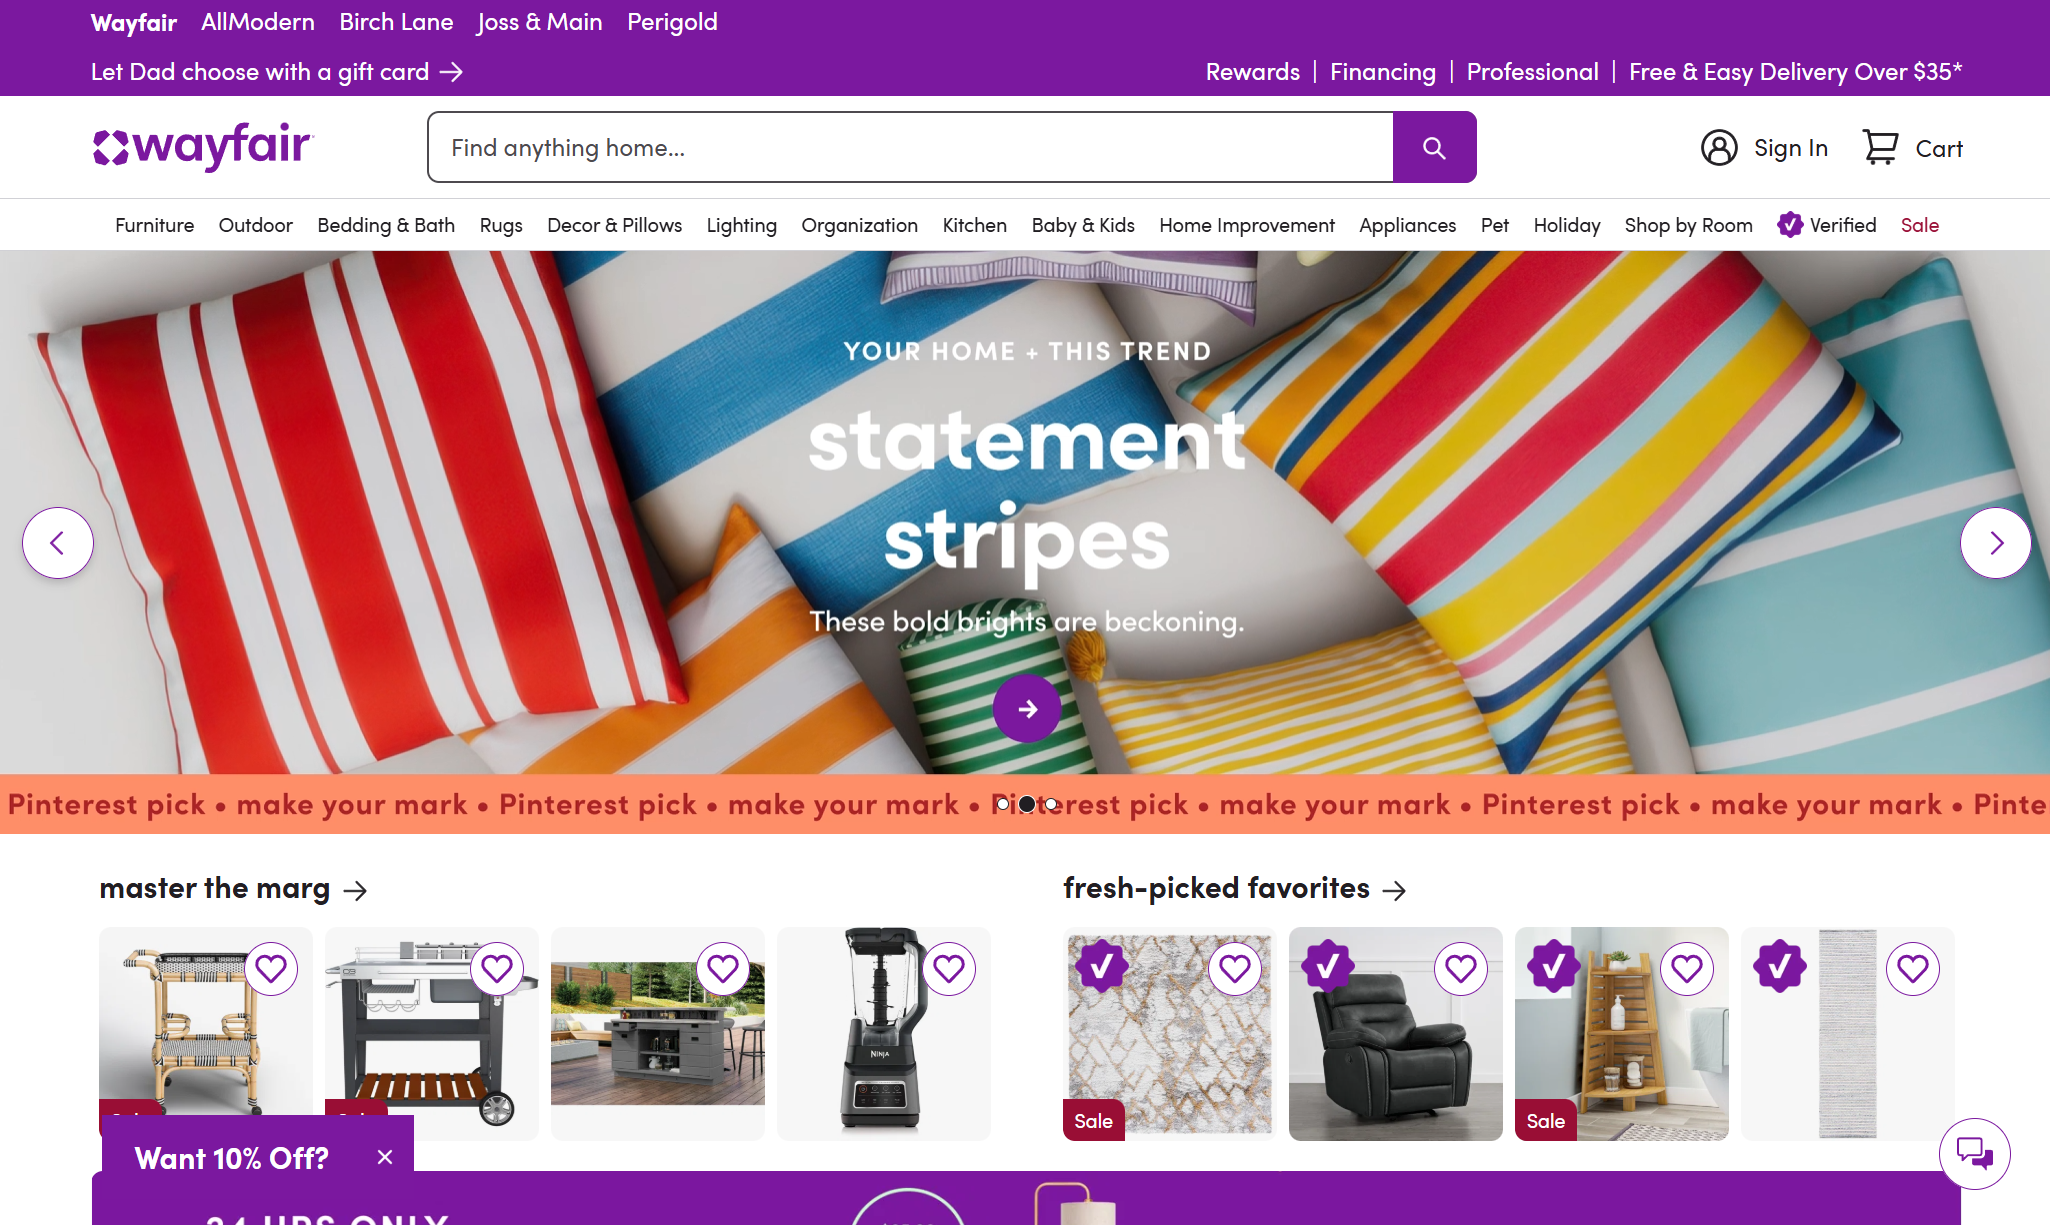 Wayfair AllModern Birch Lane Joss & Main Perigold
Let Dad choose with a gift card
Rewards | Financing | Professional | Free & Easy Delivery Over $35*
wayfair
Find anything home...
Sign In
Cart
Furniture Outdoor Bedding & Bath Rugs Decor & Pillows Lighting Organization Kitchen Baby & Kids Home Improvement Appliances Pet Holiday Shop by Room Verified Sale
YOUR HOME + THIS TREND
statement
stripes
These bold brights are beckoning.
Pinterest pick • make your mark • Pinterest pick • make your mark • Pinterest pick • make your mark • Pinterest pick • make your mark • Pinte
master the marg
fresh-picked favorites
NINJA
Sale
Sale
Want 10% Off?
24 HRS ONLY